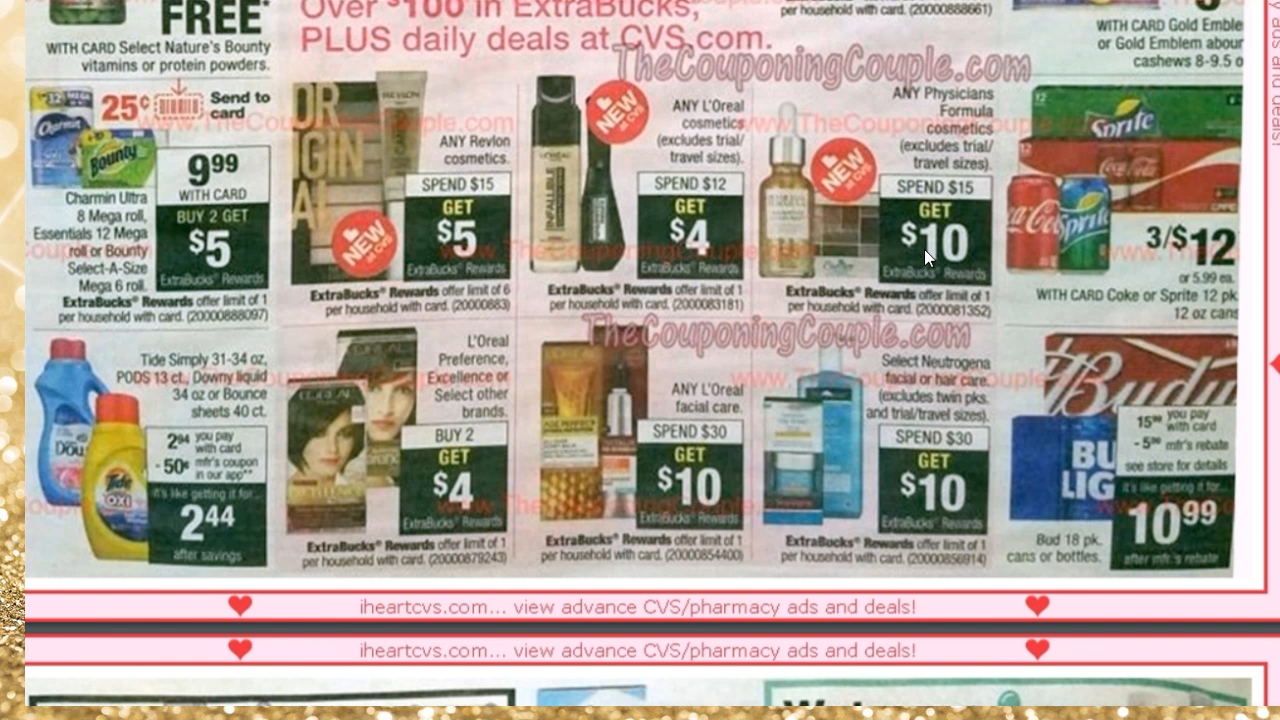 FREE*
WITH CARD Select Nature's Bounty
vitamins or protein powders.
Over $100 in ExtraBucks,
PLUS daily deals at CVS.com.
per household with card. (20000888661)
WITH CARD Gold Emble
or Gold Emblem abour
cashews 8-9.5 o
TheCouponingCouple.com
25¢
Send to
card
Charmin
Bounty
9.99
WITH CARD
BUY 2 GET
$5
ExtraBucks® Rewards
Charmin Ultra
8 Mega roll,
Essentials 12 Mega
roll or Bounty
Select-A-Size
Mega 6 roll.
ExtraBucks® Rewards offer limit of 1
per household with card. (20000888097)
REVLON
NEW
at CVS
ANY Revlon
cosmetics.
SPEND $15
GET
$5
ExtraBucks® Rewards
ExtraBucks® Rewards offer limit of 6
per household with card. (20000683)
INFALLIBLE
NEW
at CVS
ANY L'Oreal
cosmetics
(excludes trial/
travel sizes).
SPEND $12
GET
$4
ExtraBucks® Rewards
ExtraBucks® Rewards offer limit of 1
per household with card. (2000083181)
NEW
at CVS
ANY Physicians
Formula
cosmetics
(excludes trial/
travel sizes).
SPEND $15
GET
$10
ExtraBucks® Rewards
ExtraBucks® Rewards offer limit of 1
per household with card. (2000081352)
Sprite
Coca-Cola
Sprite
3/$12
or 5.99 ea.
WITH CARD Coke or Sprite 12 pk
12 oz cans
TheCouponingCouple.com
Tide Simply 31-34 oz,
PODS 13 ct., Downy liquid
34 oz or Bounce
sheets 40 ct.
Tide
OXI
2.94 you pay
with card
- 50¢ mfr's coupon
in our app**
it's like getting it for...
2.44
after savings
L'Oreal
Preference,
Excellence or
Select other
brands.
BUY 2
GET
$4
ExtraBucks® Rewards
ExtraBucks® Rewards offer limit of 1
per household with card. (2000879243)
ANY L'Oreal
facial care.
SPEND $30
GET
$10
ExtraBucks® Rewards
ExtraBucks® Rewards offer limit of 1
per household with card. (2000854400)
Select Neutrogena
facial or hair care
(excludes twin pks.
and trial/travel sizes).
SPEND $30
GET
$10
ExtraBucks® Rewards
ExtraBucks® Rewards offer limit of 1
per household with card. (2000856914)
Budw
BU
LIG
15.99 you pay
with card
- 5.00 mfr's rebate
see store for details
it's like getting it for...
10.99
after mfr.'s rebate
Bud 18 pk.
cans or bottles.
iheartcvs.com... view advance CVS/pharmacy ads and deals!
iheartcvs.com... view advance CVS/pharmacy ads and deals!